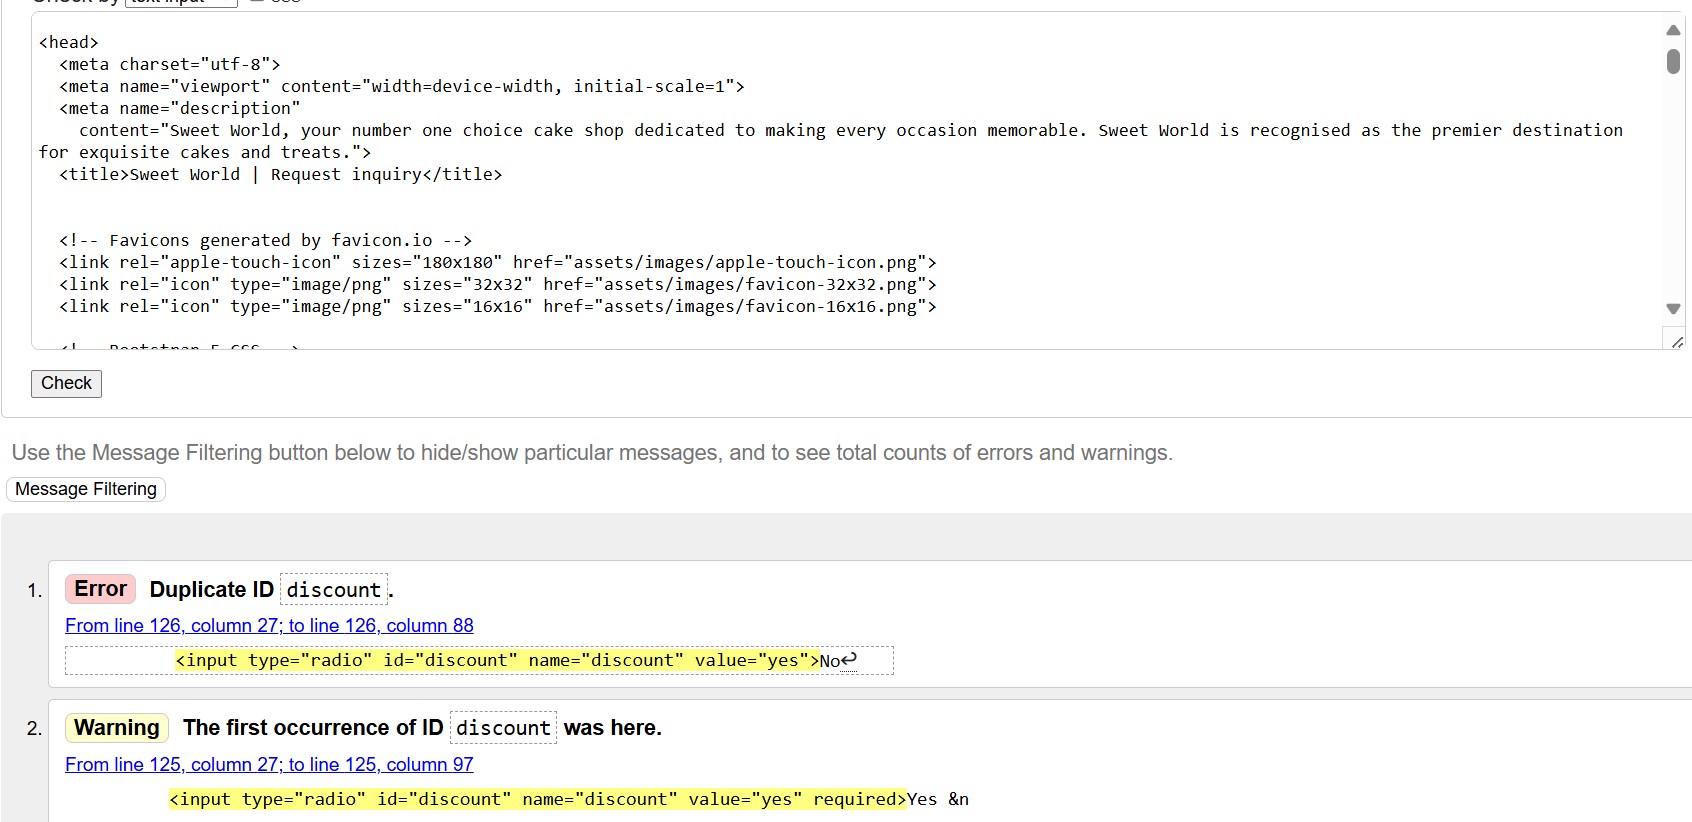 <head>
<meta charset="utf-8">
<meta name="viewport" content="width=device-width, initial-scale=1">
<meta name="description"
content="Sweet World, your number one choice cake shop dedicated to making every occasion memorable. Sweet World is recognised as the premier destination
for exquisite cakes and treats.">
<title>Sweet World | Request inquiry</title>
<!-- Favicons generated by favicon.io -->
<link rel="apple-touch-icon" sizes="180x180" href="assets/images/apple-touch-icon.png">
<link rel="icon" type="image/png" sizes="32x32" href="assets/images/favicon-32x32.png">
<link rel="icon" type="image/png" sizes="16x16" href="assets/images/favicon-16x16.png">
Check
Use the Message Filtering button below to hide/show particular messages, and to see total counts of errors and warnings.
Message Filtering
1. Error Duplicate ID discount.
From line 126, column 27; to line 126, column 88
<input type="radio" id="discount" name="discount" value="yes">No↩
2. Warning The first occurrence of ID discount was here.
From line 125, column 27; to line 125, column 97
<input type="radio" id="discount" name="discount" value="yes" required>Yes &n